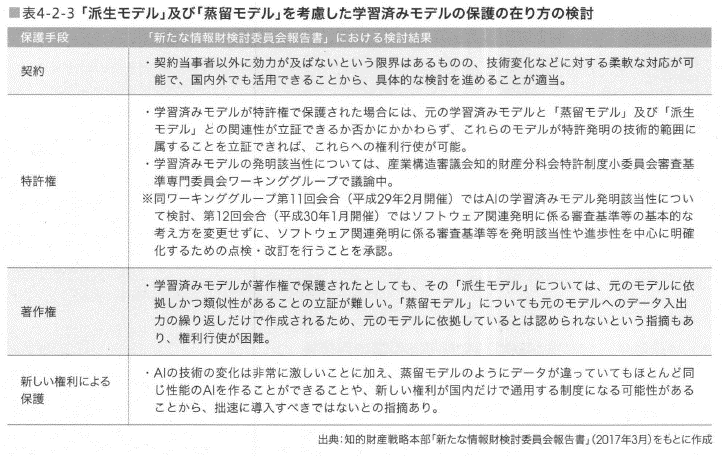 ■表4-2-3 「派生モデル」及び「蒸留モデル」を考慮した学習済みモデルの保護の在り方の検討
保護手段 「新たな情報財検討委員会報告書」における検討結果
契約
・契約当事者以外に効力が及ばないという限界はあるものの、技術変化などに対する柔軟な対応が可
能で、国内外でも活用できることから、具体的な検討を進めることが適当。
特許権
・学習済みモデルが特許権で保護された場合には、元の学習済みモデルと「蒸留モデル」及び「派生
モデル」との関連性が立証できるか否かにかかわらず、これらのモデルが特許発明の技術的範囲に
属することを立証できれば、これらへの権利行使が可能。
・学習済みモデルの発明該当性については、産業構造審議会知的財産分科会特許制度小委員会審査基
準専門委員会ワーキンググループで議論中。
※同ワーキンググループ第11回会合（平成29年2月開催）ではAIの学習済みモデル発明該当性につい
て検討、第12回会合（平成30年1月開催）ではソフトウェア関連発明に係る審査基準等の基本的な
考え方を変更せずに、ソフトウェア関連発明に係る審査基準等を発明該当性や進歩性を中心に明確
化するための点検・改訂を行うことを承認。
著作権
・学習済みモデルが著作権で保護されたとしても、その「派生モデル」については、元のモデルに依
拠しかつ類似性があることの立証が難しい。「蒸留モデル」についても元のモデルへのデータ入出
力の繰り返しだけで作成されるため、元のモデルに依拠しているとは認められないという指摘もあ
り、権利行使が困難。
新しい権利による
保護
・AIの技術の変化は非常に激しいことに加え、蒸留モデルのようにデータが違っていてもほとんど同
じ性能のAIを作ることができることや、新しい権利が国内だけで通用する制度になる可能性がある
ことから、拙速に導入すべきではないとの指摘あり。
出典：知的財産戦略本部「新たな情報財検討委員会報告書」（2017年3月）をもとに作成